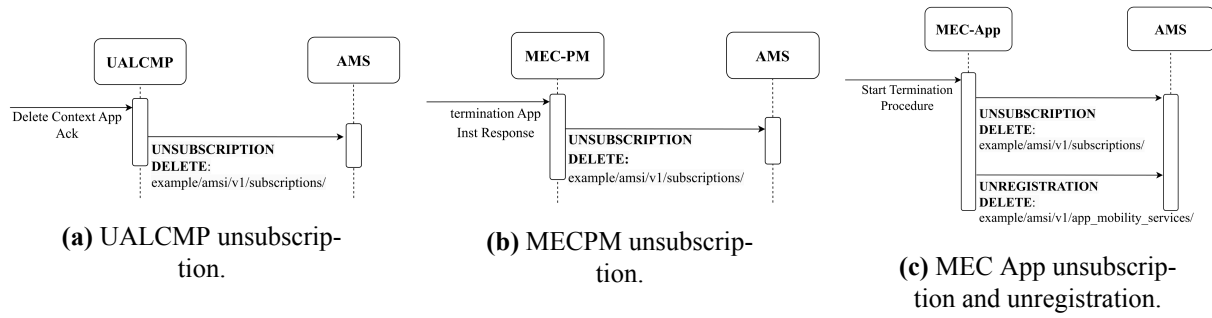 UALCMP
AMS
Delete Context App
Ack
UNSUBSCRIPTION
DELETE:
example/amsi/v1/subscriptions/
(a) UALCMP unsubscrip-
tion.
MEC-PM
AMS
termination App
Inst Response
UNSUBSCRIPTION
DELETE:
example/amsi/v1/subscriptions/
(b) MECPM unsubscrip-
tion.
MEC-App
AMS
Start Termination
Procedure
UNSUBSCRIPTION
DELETE:
example/amsi/v1/subscriptions/
UNREGISTRATION
DELETE:
example/amsi/v1/app_mobility_services/
(c) MEC App unsubscrip-
tion and unregistration.